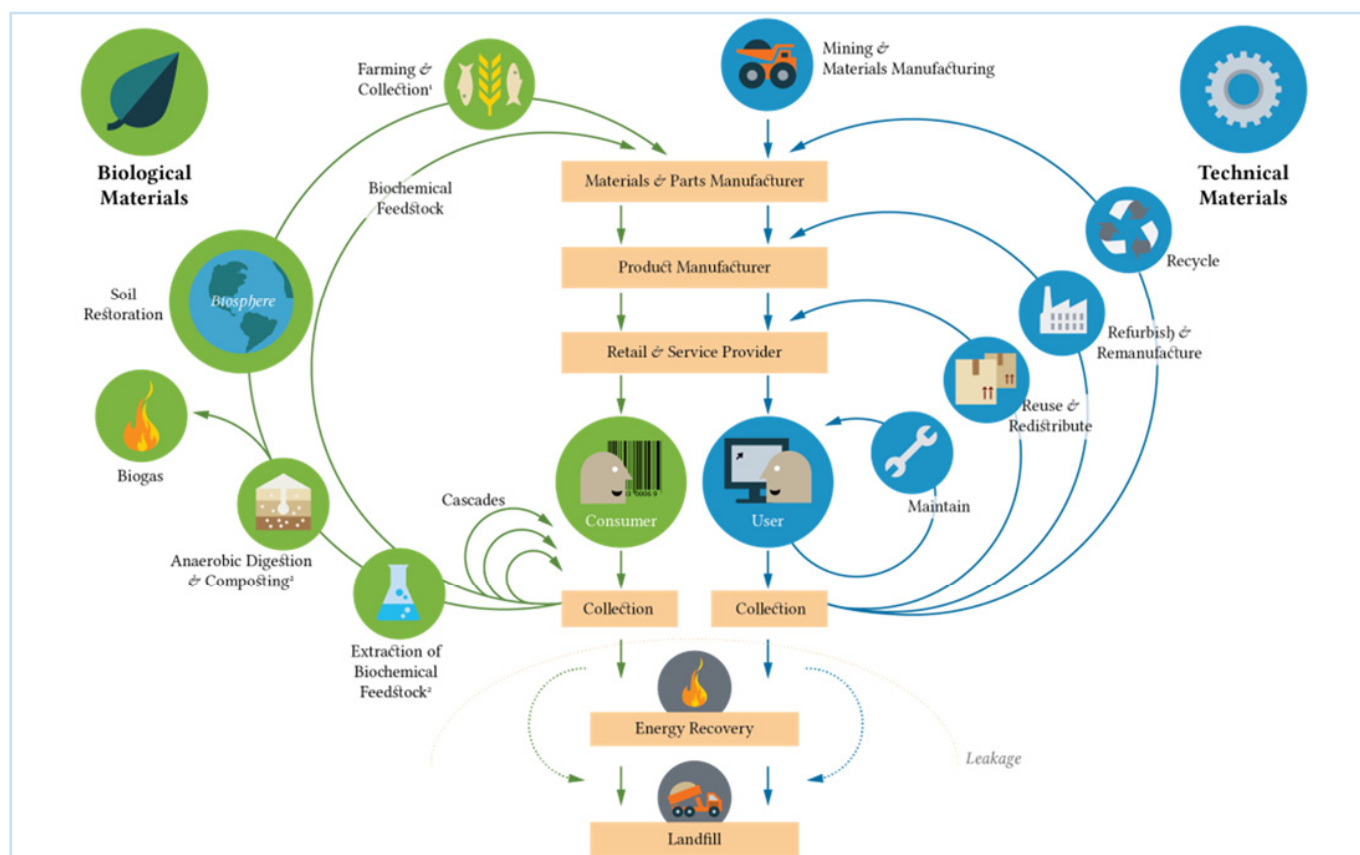 Farming &
Collection¹
Mining &
Materials Manufacturing
Biological
Materials
Technical
Materials
Biochemical
Feedstock
Materials & Parts Manufacturer
Recycle
Product Manufacturer
Biosphere
Soil
Restoration
Refurbish &
Remanufacture
Retail & Service Provider
Reuse &
Redistribute
Biogas
Cascades
Consumer
User
Maintain
Anaerobic Digestion
& Composting²
Collection
Collection
Extraction of
Biochemical
Feedstock²
Energy Recovery
Leakage
Landfill